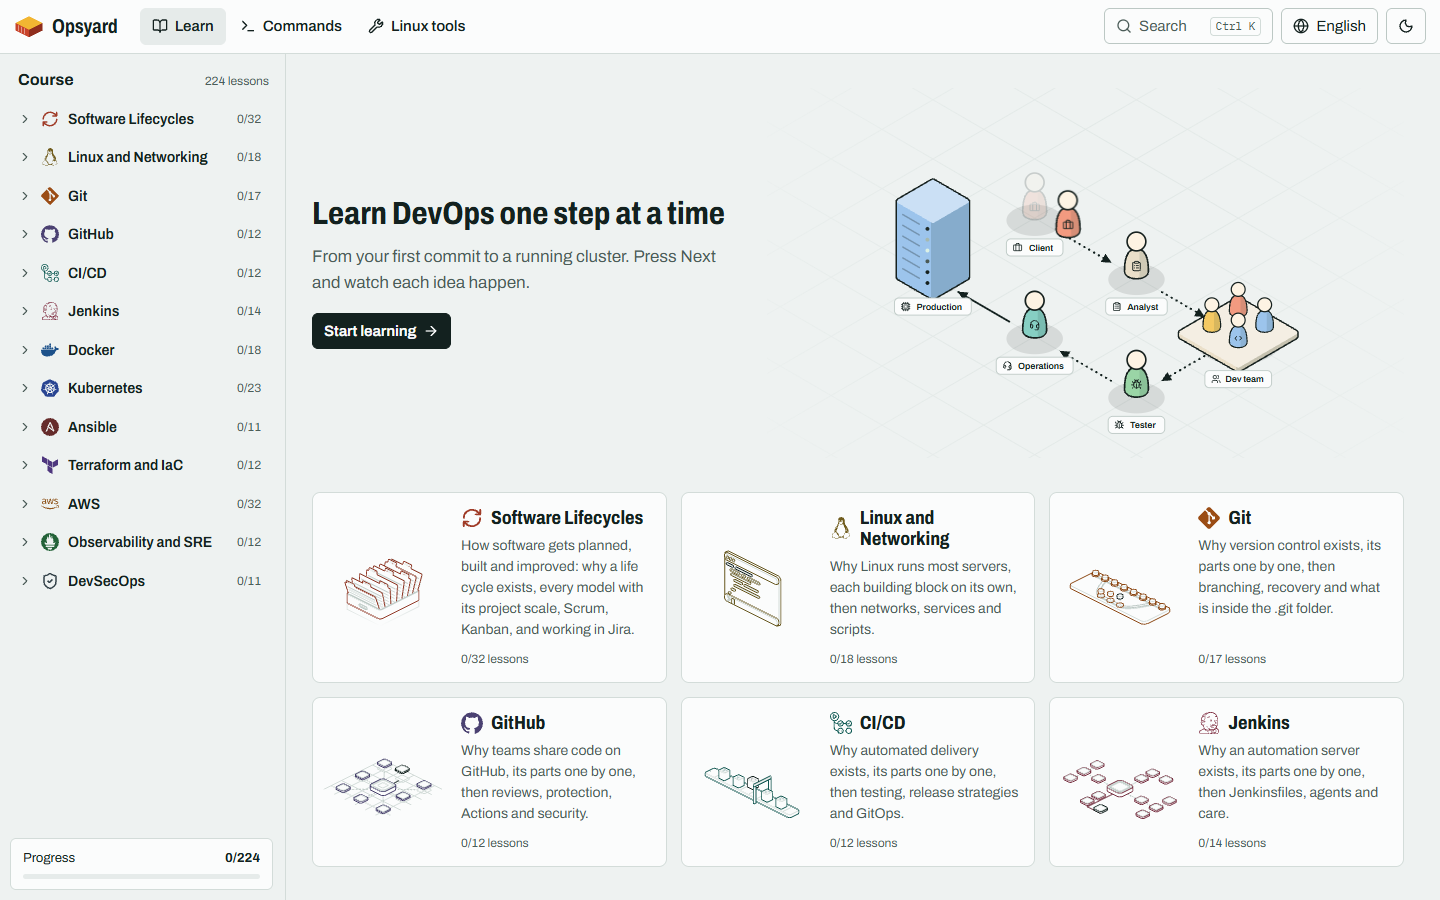 Opsyard
Learn
Commands
Linux tools
Search
Ctrl K
English
Course
224 lessons
Software Lifecycles
0/32
Linux and Networking
0/18
Git
0/17
GitHub
0/12
CI/CD
0/12
Jenkins
0/14
Docker
0/18
Kubernetes
0/23
Ansible
0/11
Terraform and IaC
0/12
AWS
0/32
Observability and SRE
0/12
DevSecOps
0/11
Progress
0/224
Learn DevOps one step at a time
From your first commit to a running cluster. Press Next
and watch each idea happen.
Start learning
Client
Production
Analyst
Operations
Dev team
Tester
Software Lifecycles
How software gets planned,
built and improved: why a life
cycle exists, every model with
its project scale, Scrum,
Kanban, and working in Jira.
0/32 lessons
Linux and
Networking
Why Linux runs most servers,
each building block on its own,
then networks, services and
scripts.
0/18 lessons
Git
Why version control exists, its
parts one by one, then
branching, recovery and what
is inside the .git folder.
0/17 lessons
GitHub
Why teams share code on
GitHub, its parts one by one,
then reviews, protection,
Actions and security.
0/12 lessons
CI/CD
Why automated delivery
exists, its parts one by one,
then testing, release strategies
and GitOps.
0/12 lessons
Jenkins
Why an automation server
exists, its parts one by one,
then Jenkinsfiles, agents and
care.
0/14 lessons